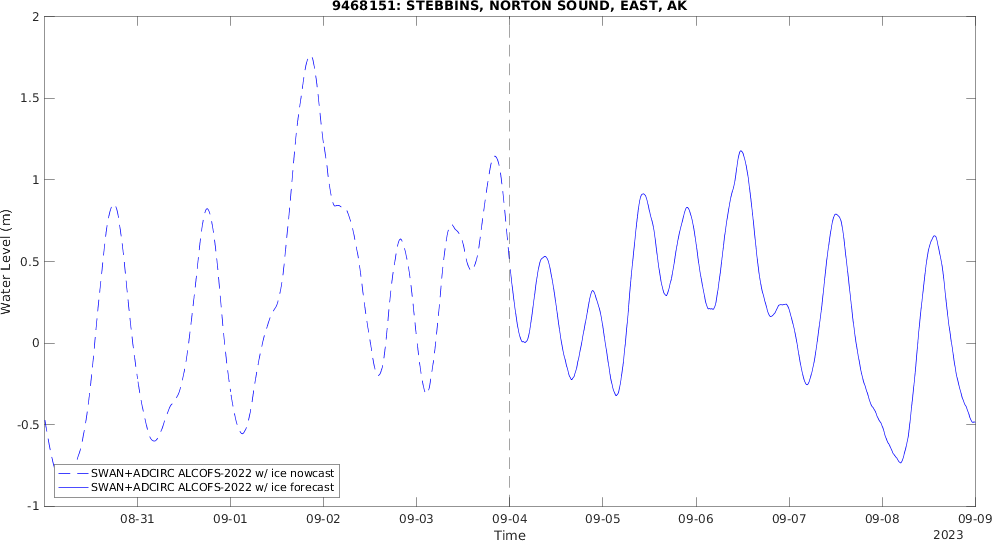 9468151: STEBBINS, NORTON SOUND, EAST, AK
2
1.5
1
0.5
0
-0.5
-1
Water Level (m)
SWAN+ADCIRC ALCOFS-2022 w/ ice nowcast
SWAN+ADCIRC ALCOFS-2022 w/ ice forecast
08-31 09-01 09-02 09-03 09-04 09-05 09-06 09-07 09-08 09-09
Time
2023